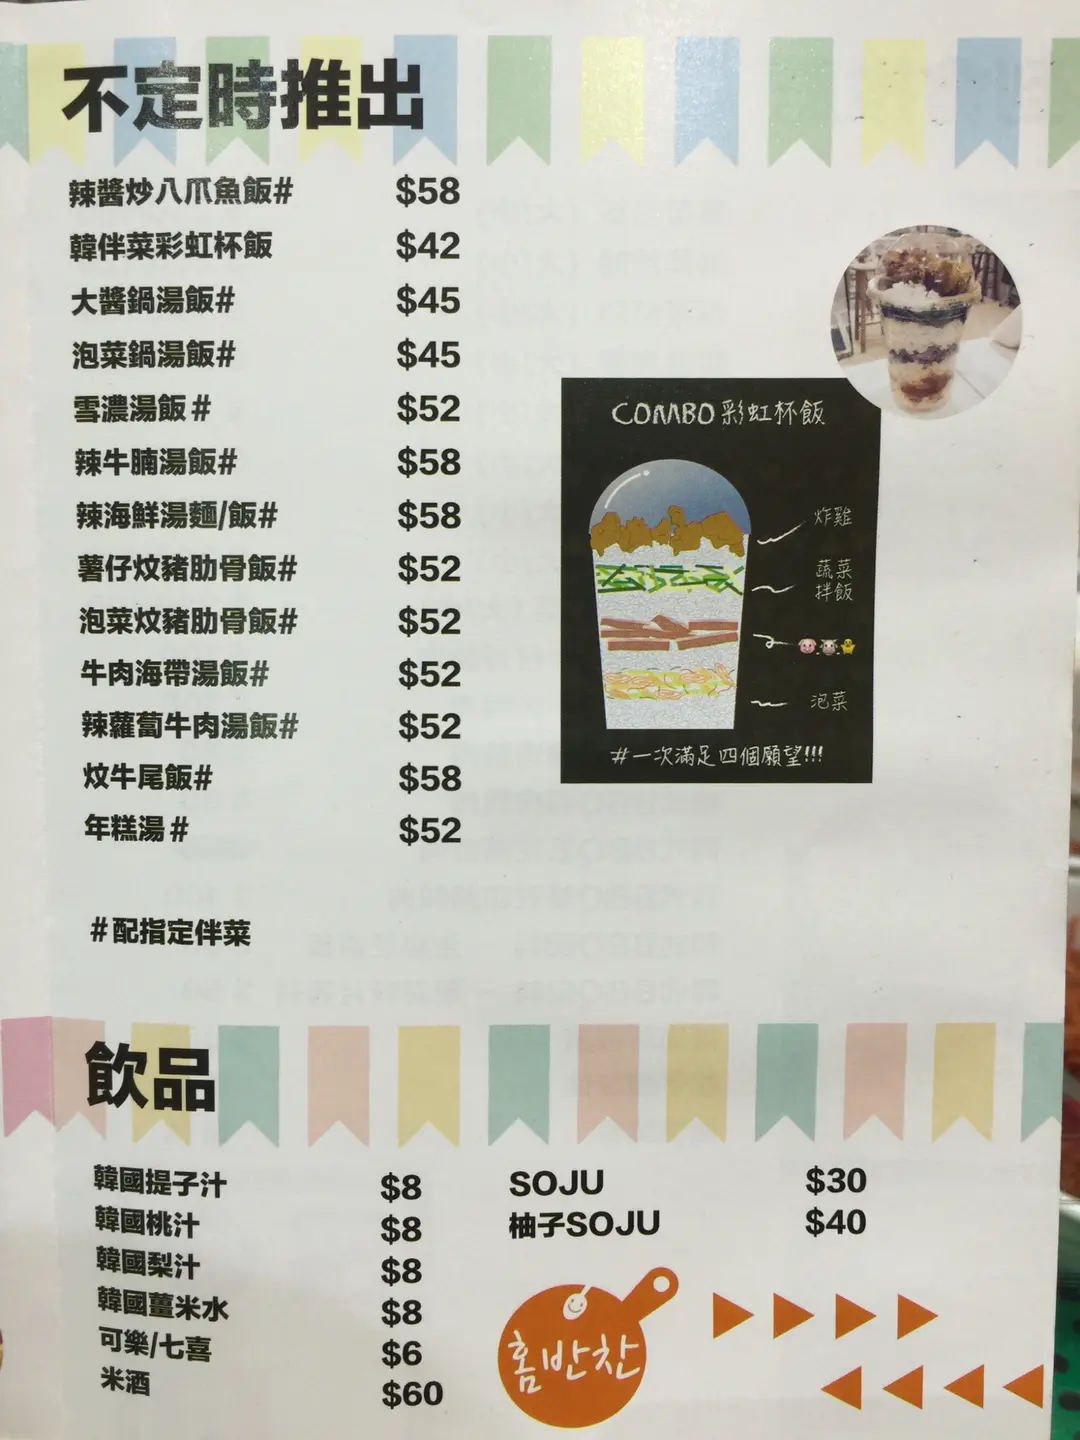 不定時推出
辣醬炒八爪魚飯# $58
韓伴菜彩虹杯飯 $42
大醬鍋湯飯# $45
泡菜鍋湯飯# $45
雪濃湯飯# $52
辣牛腩湯飯# $58
辣海鮮湯麵/飯# $58
薯仔炆豬肋骨飯# $52
泡菜炆豬肋骨飯# $52
牛肉海帶湯飯# $52
辣蘿蔔牛肉湯飯# $52
炆牛尾飯# $58
年糕湯# $52
#配指定伴菜
COMBO彩虹杯飯
炸雞
蔬菜
拌飯
泡菜
#一次滿足四個願望!!!
飲品
韓國提子汁 $8
韓國桃汁 $8
韓國梨汁 $8
韓國薑米水 $8
可樂/七喜 $6
米酒 $60
SOJU $30
柚子SOJU $40
홈반찬